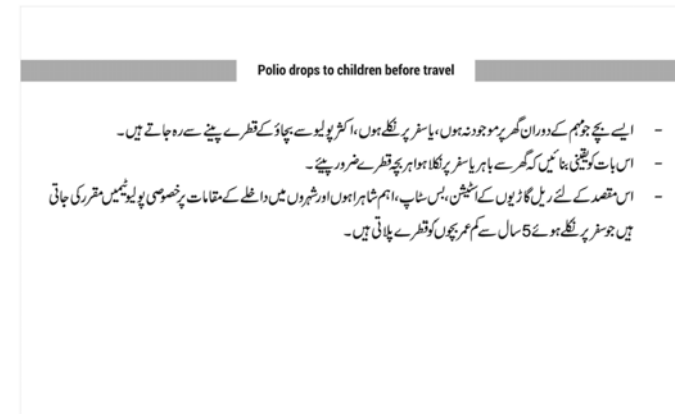 Polio drops to children before travel
- ایسے بچے جو مہم کے دوران گھر پر موجود نہ ہوں، یا سفر پر نکلے ہوں، اکثر پولیو سے بچاؤ کے قطرے پینے سے رہ جاتے ہیں۔
- اس بات کو یقینی بنائیں کہ گھر سے باہر یا سفر پر نکلا ہوا ہر بچہ قطرے ضرور پیئے۔
- اس مقصد کے لئے ریل گاڑیوں کے اسٹیشن، بس سٹاپ، اہم شاہراہوں اور شہروں میں داخلے کے مقامات پر خصوصی پولیو ٹیمیں مقرر کی جاتی
ہیں جو سفر پر نکلے ہوئے 5 سال سے کم عمر بچوں کو قطرے پلاتی ہیں۔